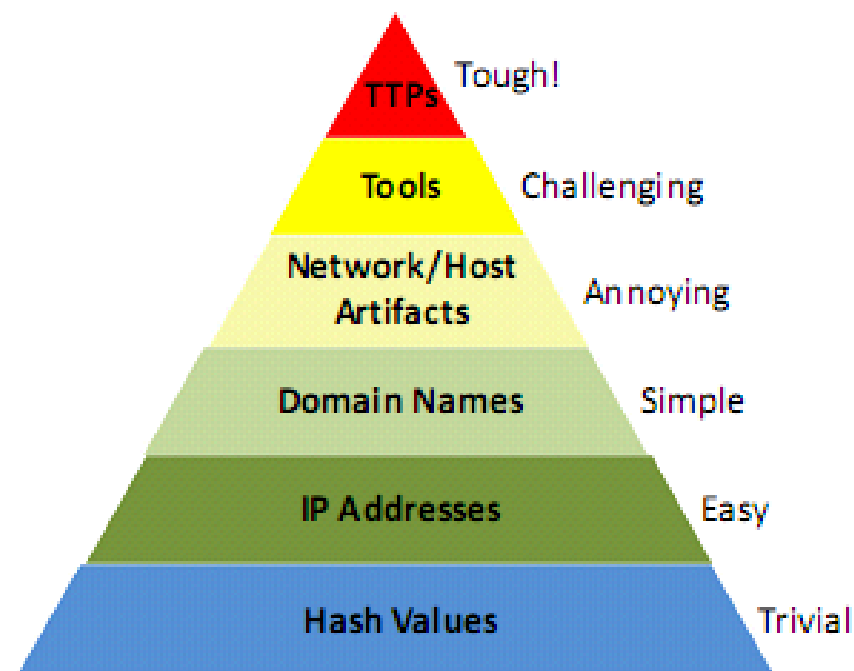 TTPs Tough!
Tools Challenging
Network/Host
Artifacts
Annoying
Domain Names Simple
IP Addresses Easy
Hash Values Trivial